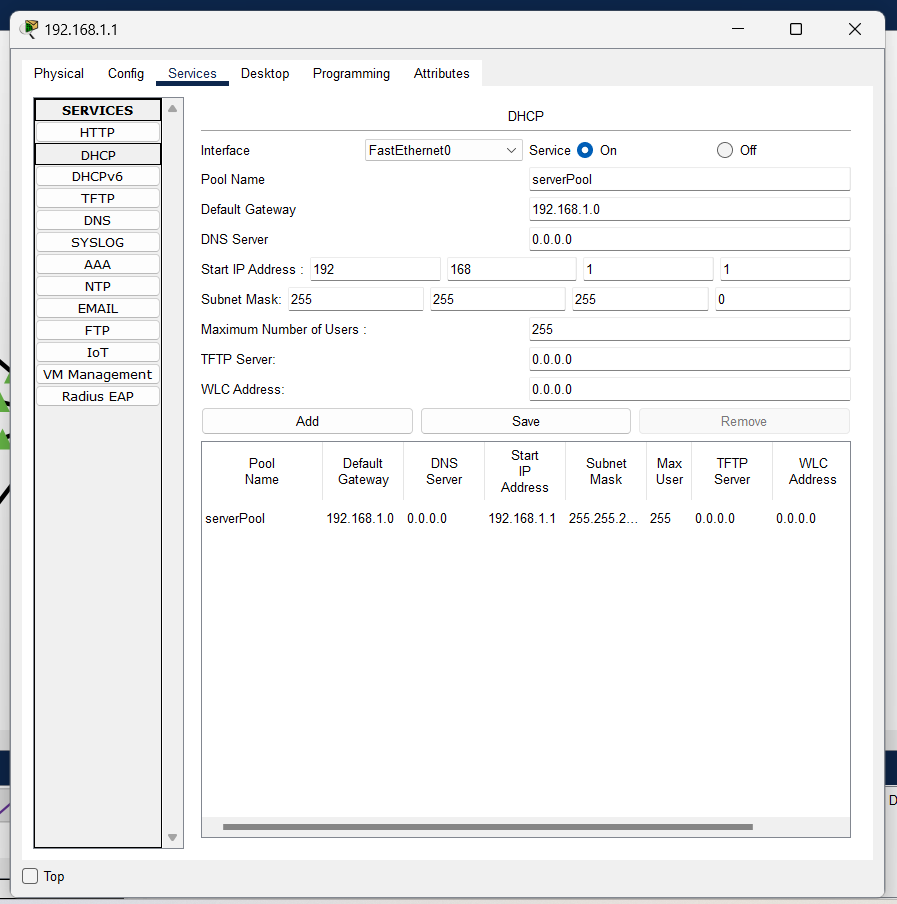 192.168.1.1
Physical Config Services Desktop Programming Attributes
SERVICES
HTTP
DHCP
DHCPv6
TFTP
DNS
SYSLOG
AAA
NTP
EMAIL
FTP
IoT
VM Management
Radius EAP
DHCP
Interface FastEthernet0 Service On Off
Pool Name serverPool
Default Gateway 192.168.1.0
DNS Server 0.0.0.0
Start IP Address : 192 168 1 1
Subnet Mask: 255 255 255 0
Maximum Number of Users : 255
TFTP Server: 0.0.0.0
WLC Address: 0.0.0.0
Add Save Remove
Pool Name Default Gateway DNS Server Start IP Address Subnet Mask Max User TFTP Server WLC Address
serverPool 192.168.1.0 0.0.0.0 192.168.1.1 255.255.2... 255 0.0.0.0 0.0.0.0
Top
D